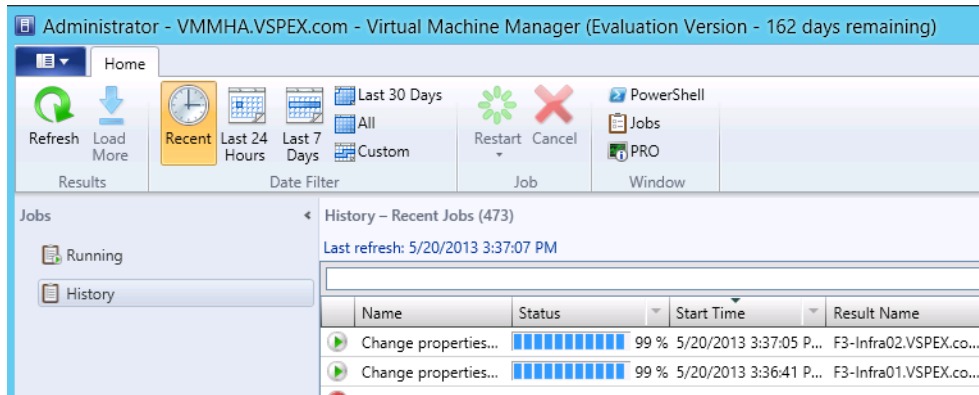 Administrator - VMMHA.VSPEX.com - Virtual Machine Manager (Evaluation Version - 162 days remaining)
Home
Refresh
Load More
Recent
Last 24 Hours
Last 7 Days
Last 30 Days
All
Custom
Restart
Cancel
PowerShell
Jobs
PRO
Results
Date Filter
Job
Window
Jobs
Running
History
History – Recent Jobs (473)
Last refresh: 5/20/2013 3:37:07 PM
Name Status Start Time Result Name
Change properties... 99 % 5/20/2013 3:37:05 P... F3-Infra02.VSPEX.co...
Change properties... 99 % 5/20/2013 3:36:41 P... F3-Infra01.VSPEX.co...